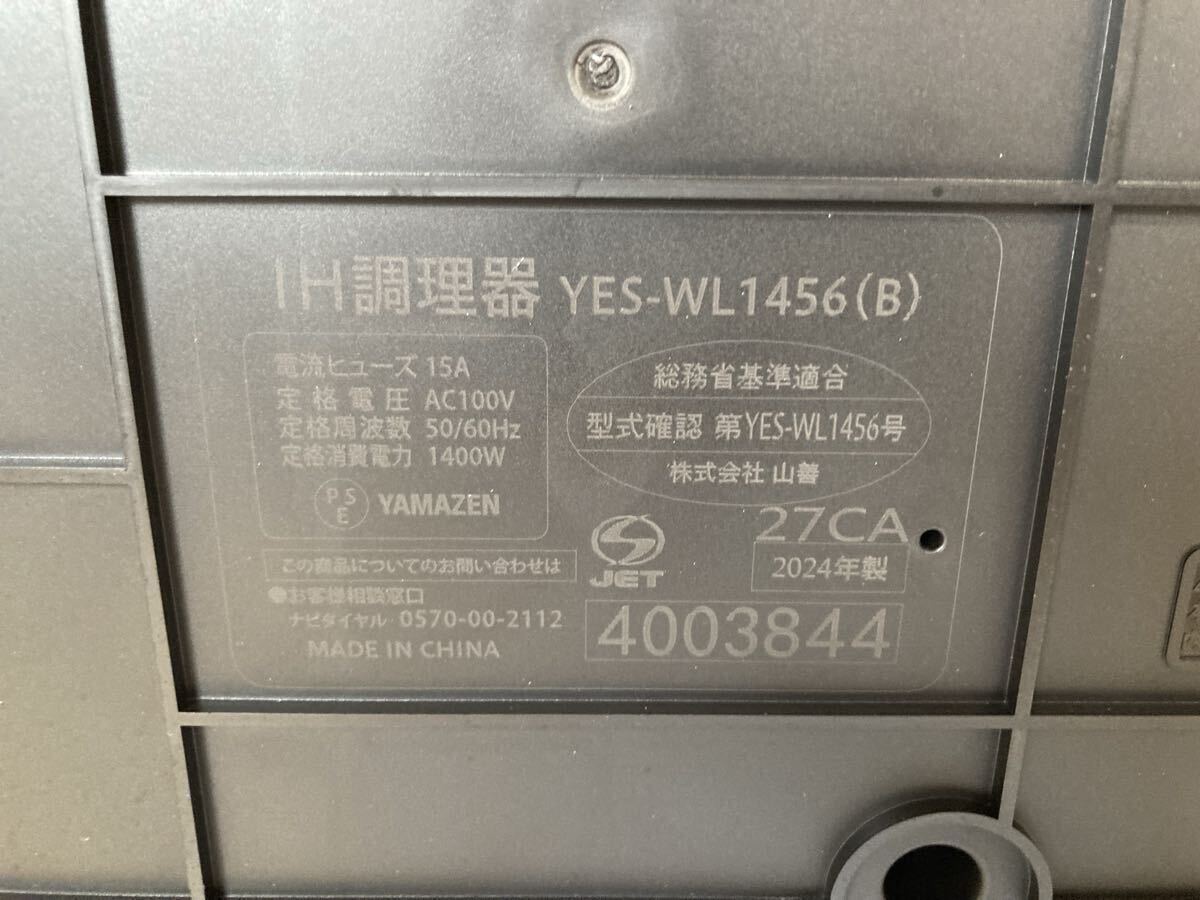 IH調理器 YES-WL1456(B)
電流ヒューズ 15A
定格電圧 AC100V
定格周波数 50/60Hz
定格消費電力 1400W
PSE YAMAZEN
総務省基準適合
型式確認 第YES-WL1456号
株式会社 山善
27CA
JET
2024年製
この商品についてのお問い合わせは
●お客様相談窓口
ナビダイヤル 0570-00-2112
4003844
MADE IN CHINA